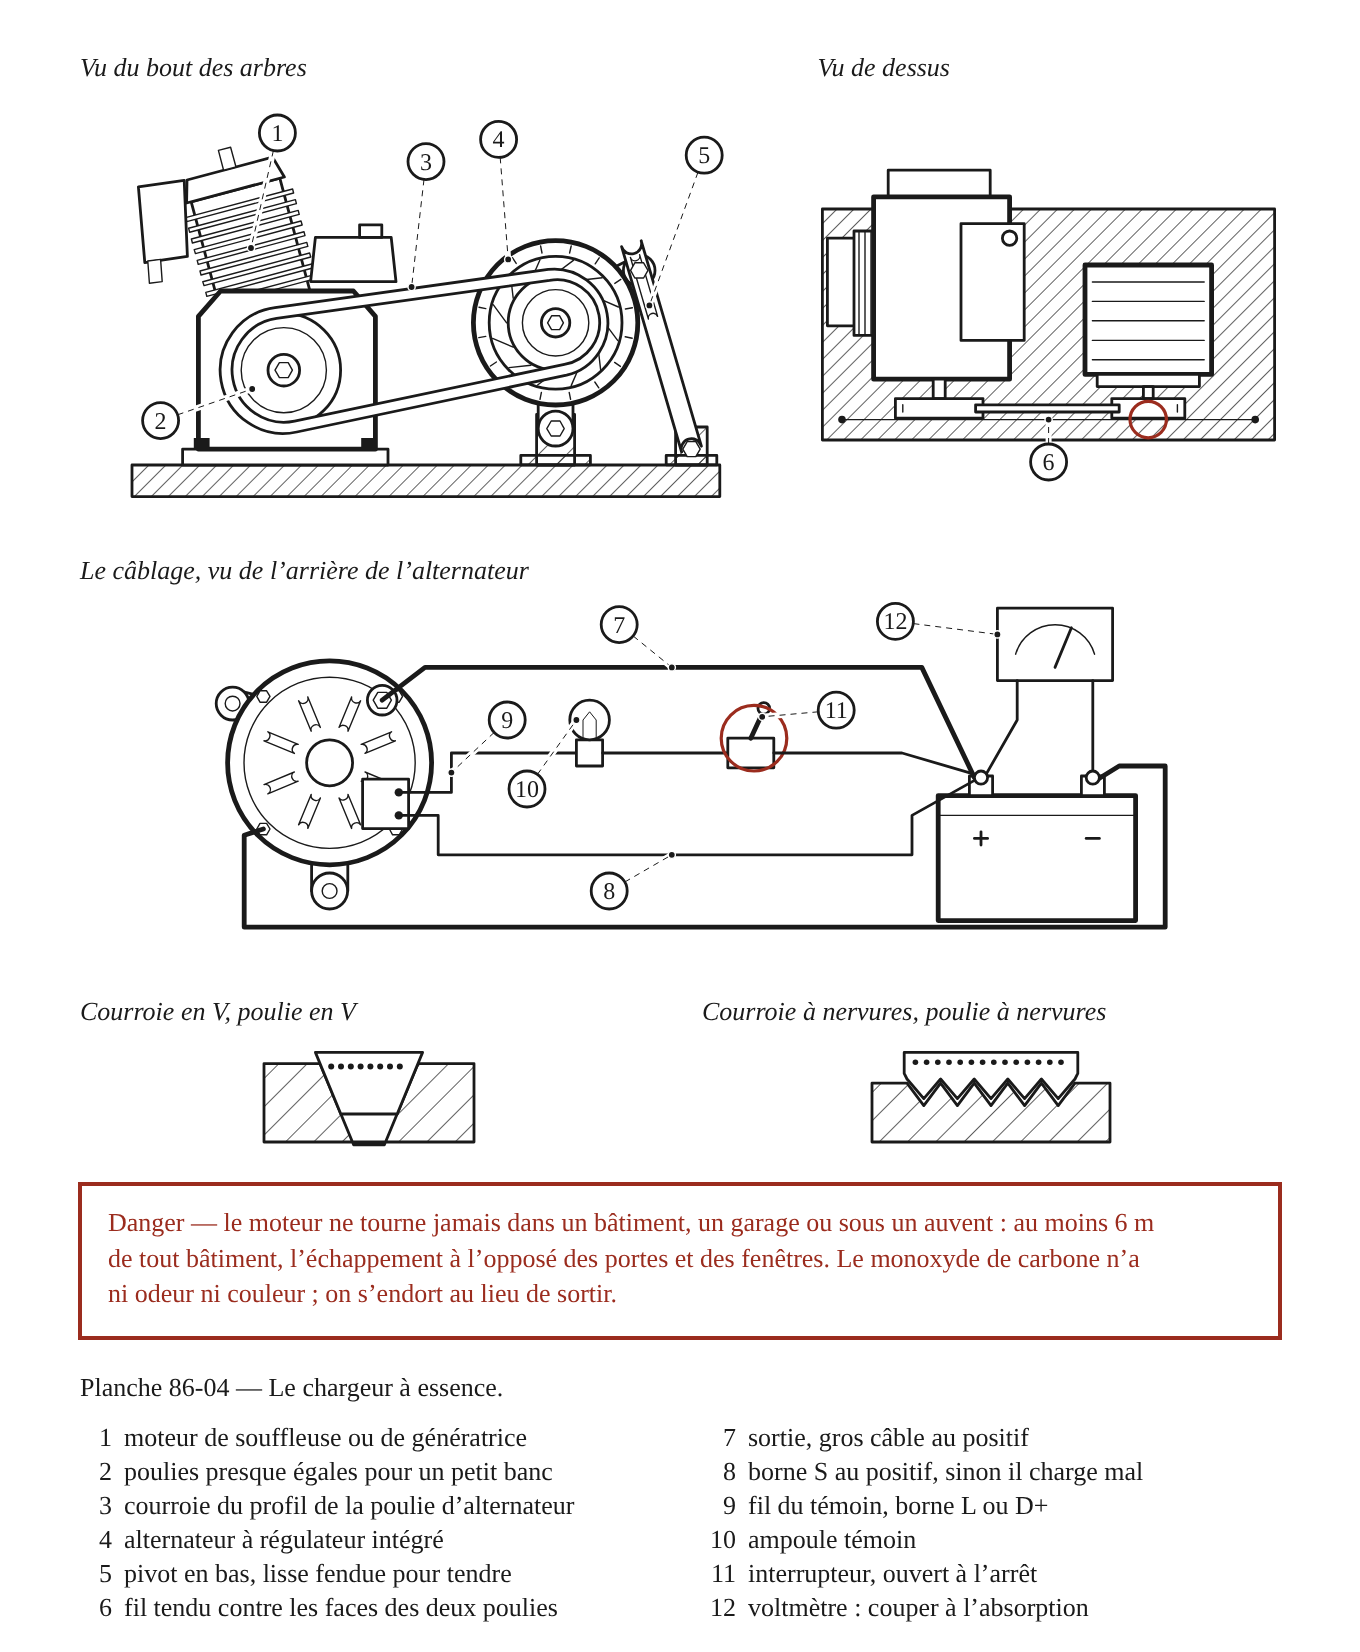 Vu du bout des arbres
Vu de dessus
1
3
4
5
2
6
Le câblage, vu de l’arrière de l’alternateur
7
12
9
11
10
8
+ −
Courroie en V, poulie en V
Courroie à nervures, poulie à nervures
Danger — le moteur ne tourne jamais dans un bâtiment, un garage ou sous un auvent : au moins 6 m
de tout bâtiment, l’échappement à l’opposé des portes et des fenêtres. Le monoxyde de carbone n’a
ni odeur ni couleur ; on s’endort au lieu de sortir.
Planche 86-04 — Le chargeur à essence.
1 moteur de souffleuse ou de génératrice
2 poulies presque égales pour un petit banc
3 courroie du profil de la poulie d’alternateur
4 alternateur à régulateur intégré
5 pivot en bas, lisse fendue pour tendre
6 fil tendu contre les faces des deux poulies
7 sortie, gros câble au positif
8 borne S au positif, sinon il charge mal
9 fil du témoin, borne L ou D+
10 ampoule témoin
11 interrupteur, ouvert à l’arrêt
12 voltmètre : couper à l’absorption